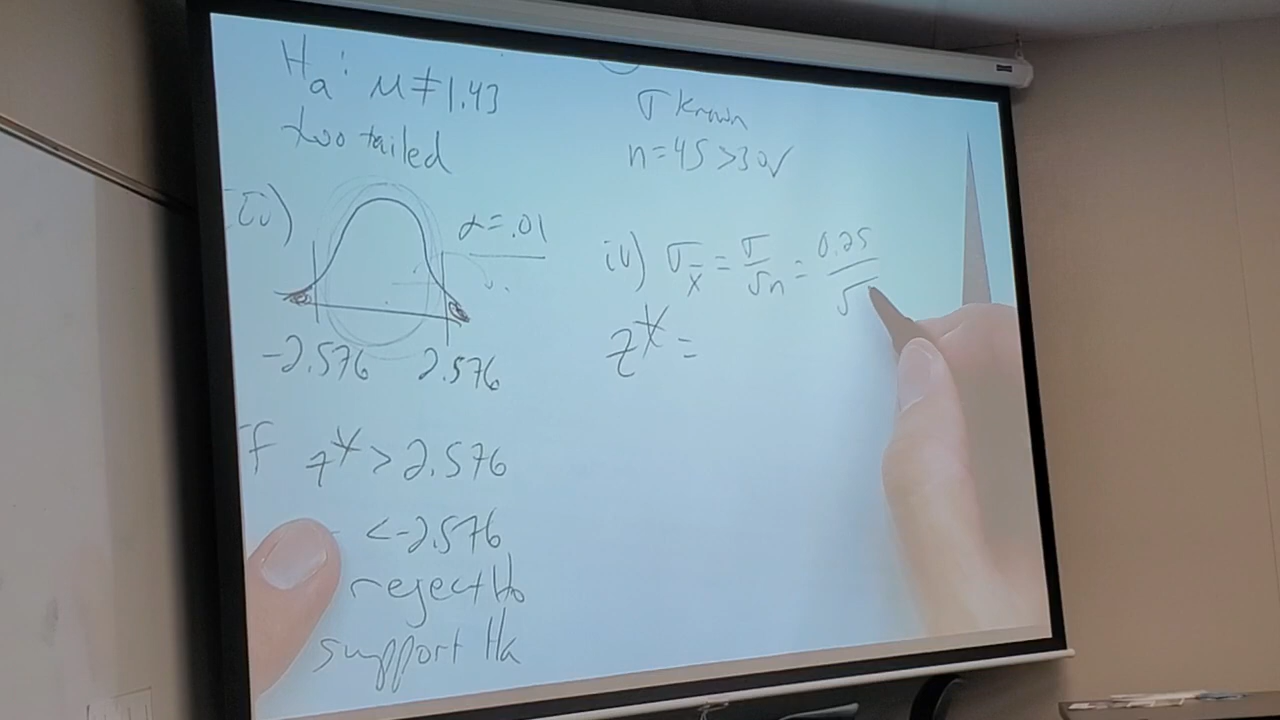 Ha: μ≠1.43
two tailed
α=.01
-2.576 2.576
if z*>2.576
<-2.576
reject Ho
support Ha
σ known
n=45>30√
iv) σx̄ = σ/√n = 0.25/√
z* =